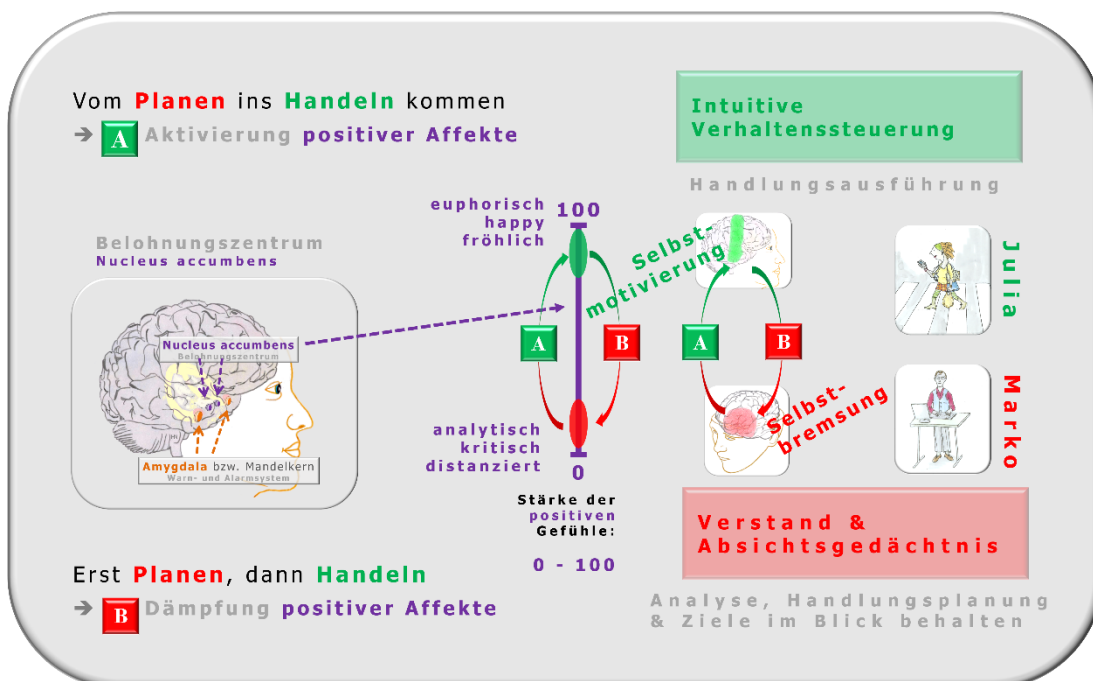 Vom Planen ins Handeln kommen
→ A Aktivierung positiver Affekte
Intuitive
Verhaltenssteuerung
Handlungsausführung
euphorisch
happy
fröhlich
100
Belohnungszentrum
Nucleus accumbens
Nucleus accumbens
Belohnungszentrum
Amygdala bzw. Mandelkern
Warn- und Alarmsystem
A
B
analytisch
kritisch
distanziert
0
Stärke der
positiven
Gefühle:
0 - 100
Selbst-
motivierung
A
B
Selbst-
bremsung
Julia
Marko
Verstand &
Absichtsgedächtnis
Analyse, Handlungsplanung
& Ziele im Blick behalten
Erst Planen, dann Handeln
→ B Dämpfung positiver Affekte